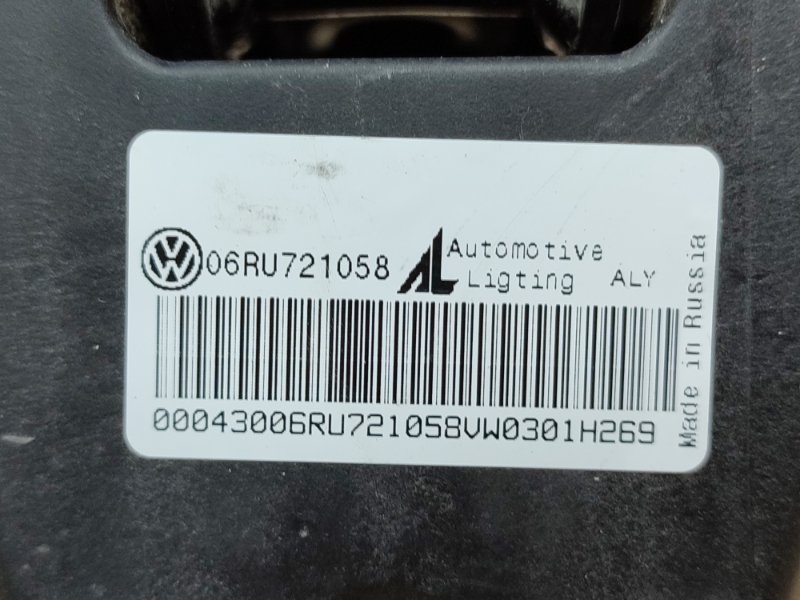 06RU721058
Automotive
Ligting ALY
00043006RU721058VW0301H269
Made in Russia